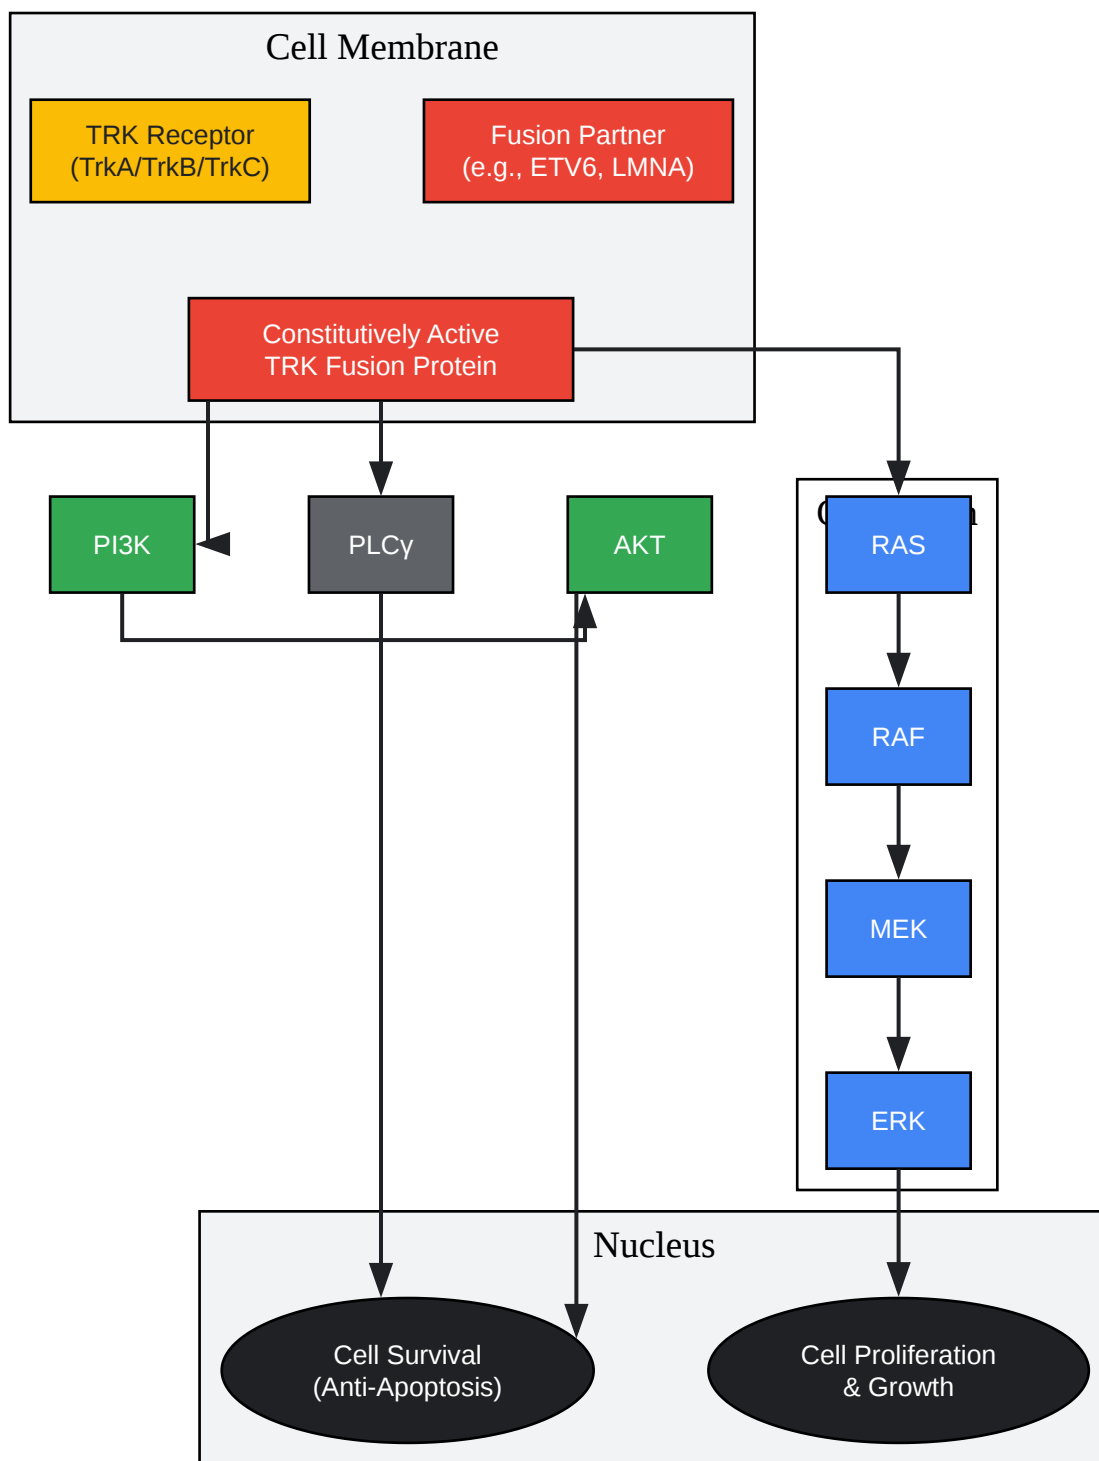 Cell Membrane
TRK Receptor
(TrkA/TrkB/TrkC)
Fusion Partner
(e.g., ETV6, LMNA)
Constitutively Active
TRK Fusion Protein
PI3K
PLCγ
AKT
RAS
RAF
MEK
ERK
Nucleus
Cell Survival
(Anti-Apoptosis)
Cell Proliferation
& Growth